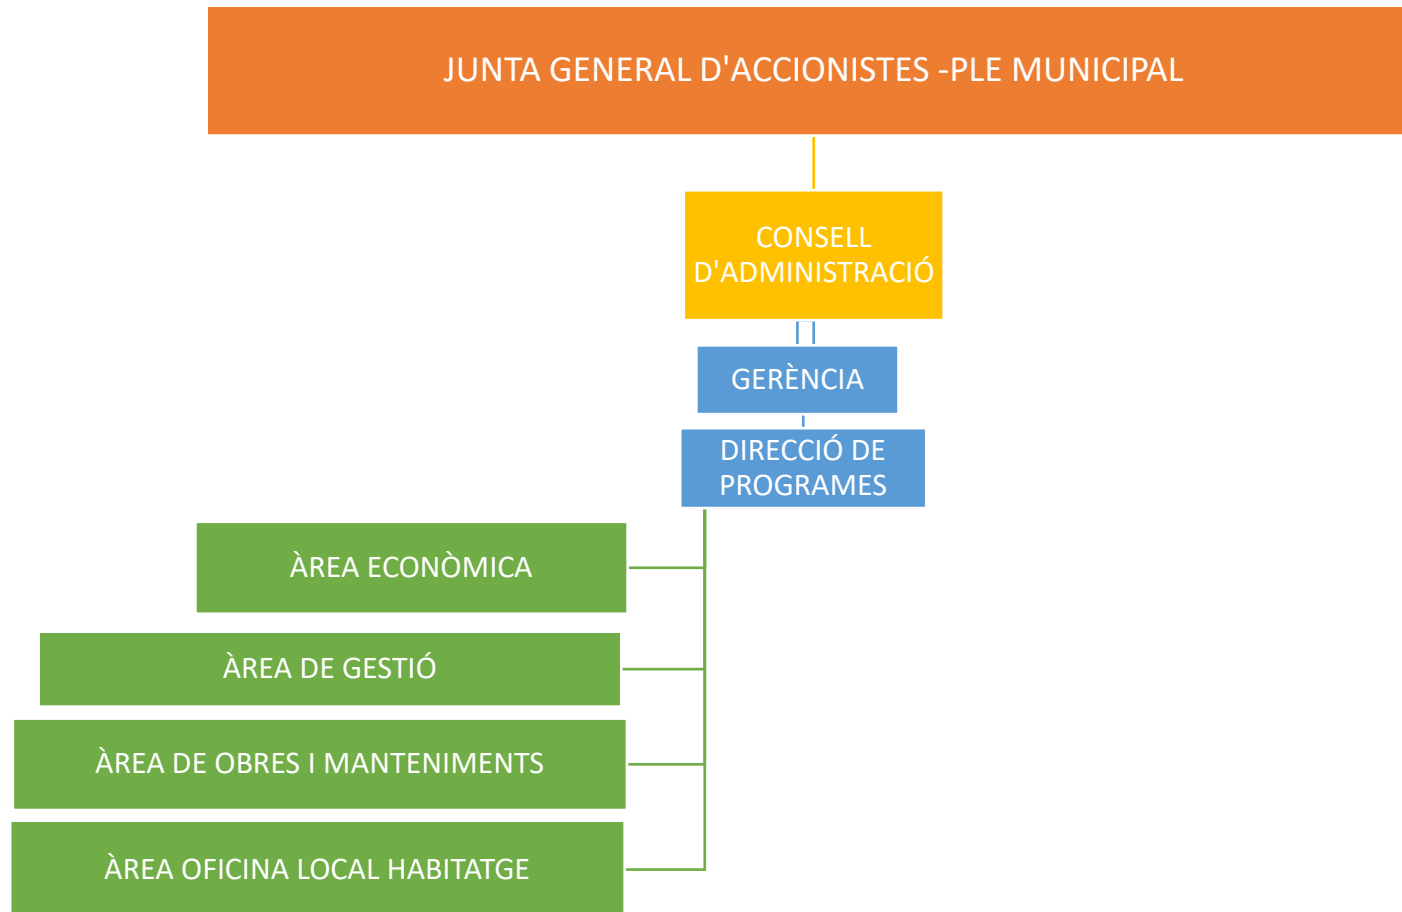 JUNTA GENERAL D'ACCIONISTES -PLE MUNICIPAL
CONSELL
D'ADMINISTRACIÓ
GERÈNCIA
DIRECCIÓ DE
PROGRAMES
ÀREA ECONÒMICA
ÀREA DE GESTIÓ
ÀREA DE OBRES I MANTENIMENTS
ÀREA OFICINA LOCAL HABITATGE